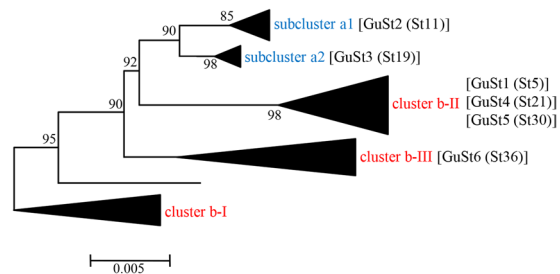 85
subcluster a1 [GuSt2 (St11)]
90
subcluster a2 [GuSt3 (St19)]
98
92
[GuSt1 (St5)]
cluster b-II [GuSt4 (St21)]
[GuSt5 (St30)]
98
90
95
cluster b-III [GuSt6 (St36)]
cluster b-I
0.005